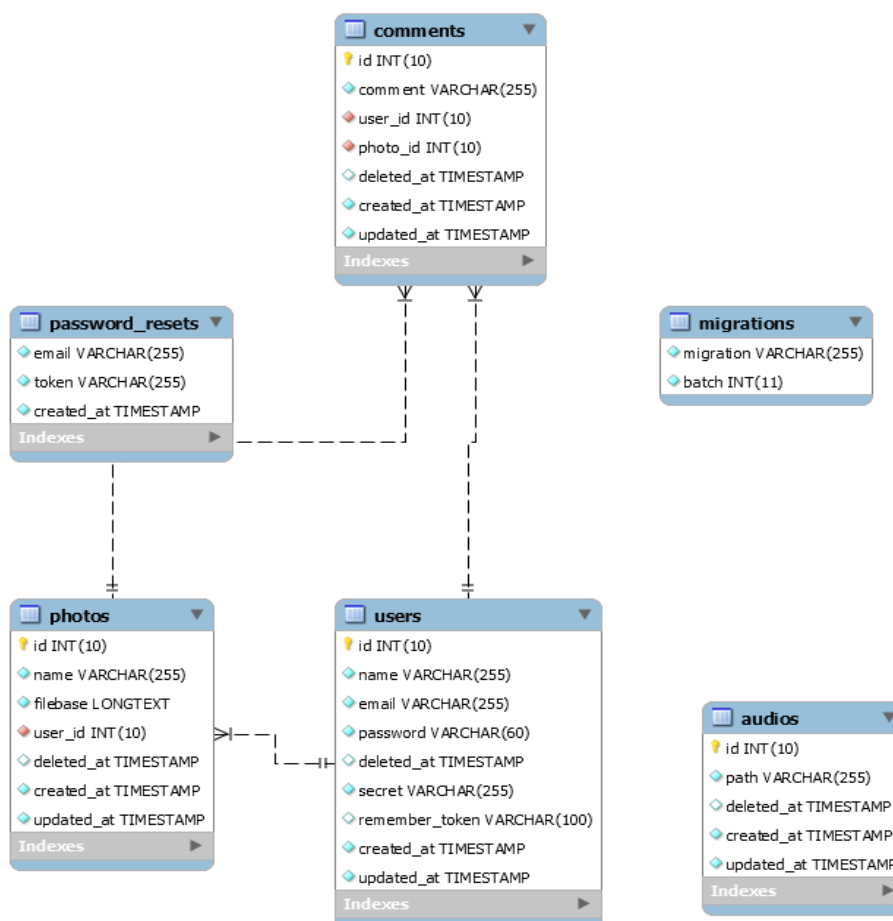 comments
id INT(10)
comment VARCHAR(255)
user_id INT(10)
photo_id INT(10)
deleted_at TIMESTAMP
created_at TIMESTAMP
updated_at TIMESTAMP
Indexes
password_resets
email VARCHAR(255)
token VARCHAR(255)
created_at TIMESTAMP
Indexes
migrations
migration VARCHAR(255)
batch INT(11)
photos
id INT(10)
name VARCHAR(255)
filebase LONGTEXT
user_id INT(10)
deleted_at TIMESTAMP
created_at TIMESTAMP
updated_at TIMESTAMP
Indexes
users
id INT(10)
name VARCHAR(255)
email VARCHAR(255)
password VARCHAR(60)
deleted_at TIMESTAMP
secret VARCHAR(255)
remember_token VARCHAR(100)
created_at TIMESTAMP
updated_at TIMESTAMP
Indexes
audios
id INT(10)
path VARCHAR(255)
deleted_at TIMESTAMP
created_at TIMESTAMP
updated_at TIMESTAMP
Indexes